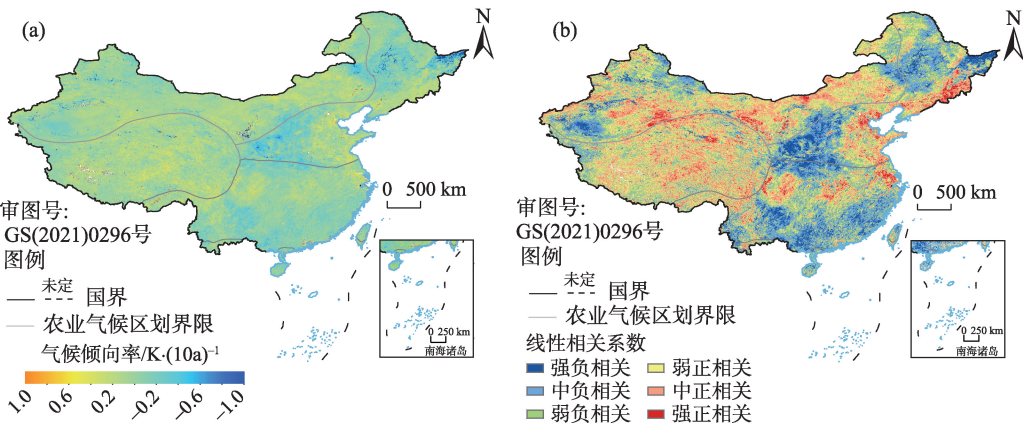 (a)
N
0 500 km
审图号:
GS(2021)0296号
图例
未定
国界
农业气候区划界限
气候倾向率/K·(10a)⁻¹
1.0 0.6 0.2 -0.2 -0.6 -1.0
0 250 km
南海诸岛
(b)
N
0 500 km
审图号:
GS(2021)0296号
图例
未定
国界
农业气候区划界限
线性相关系数
强负相关 弱正相关
中负相关 中正相关
弱负相关 强正相关
0 250 km
南海诸岛